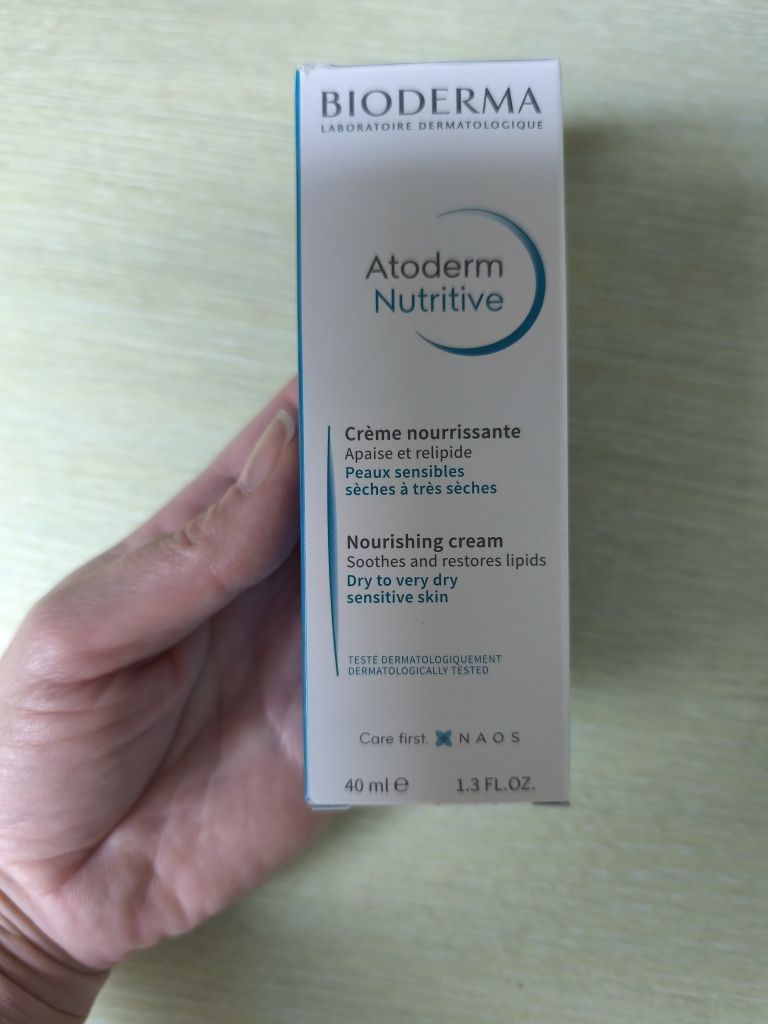 BIODERMA
LABORATOIRE DERMATOLOGIQUE
Atoderm
Nutritive
Crème nourrissante
Apaise et relipide
Peaux sensibles
sèches à très sèches
Nourishing cream
Soothes and restores lipids
Dry to very dry
sensitive skin
TESTÉ DERMATOLOGIQUEMENT
DERMATOLOGICALLY TESTED
Care first. NAOS
40 ml ℮ 1.3 FL.OZ.